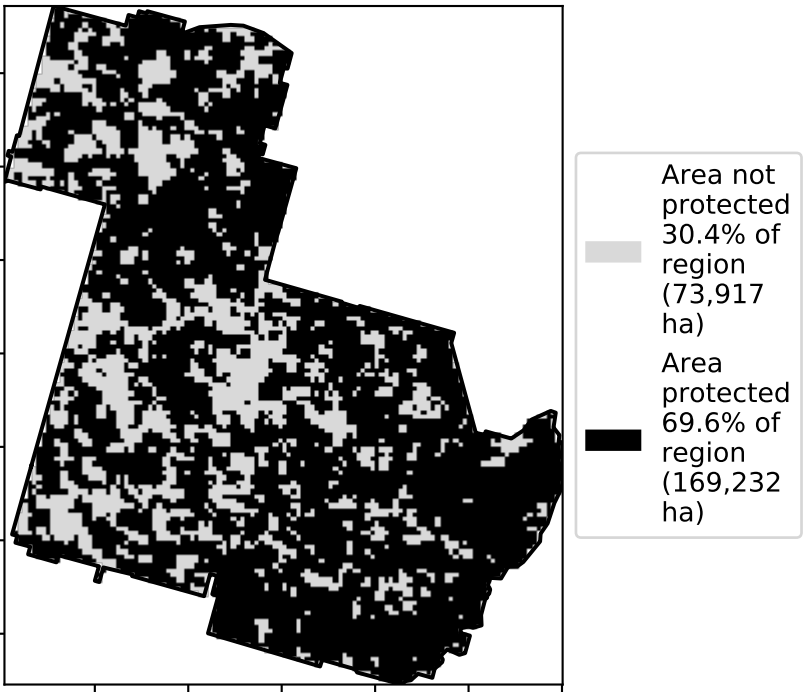 Area not
protected
30.4% of
region
(73,917
ha)
Area
protected
69.6% of
region
(169,232
ha)